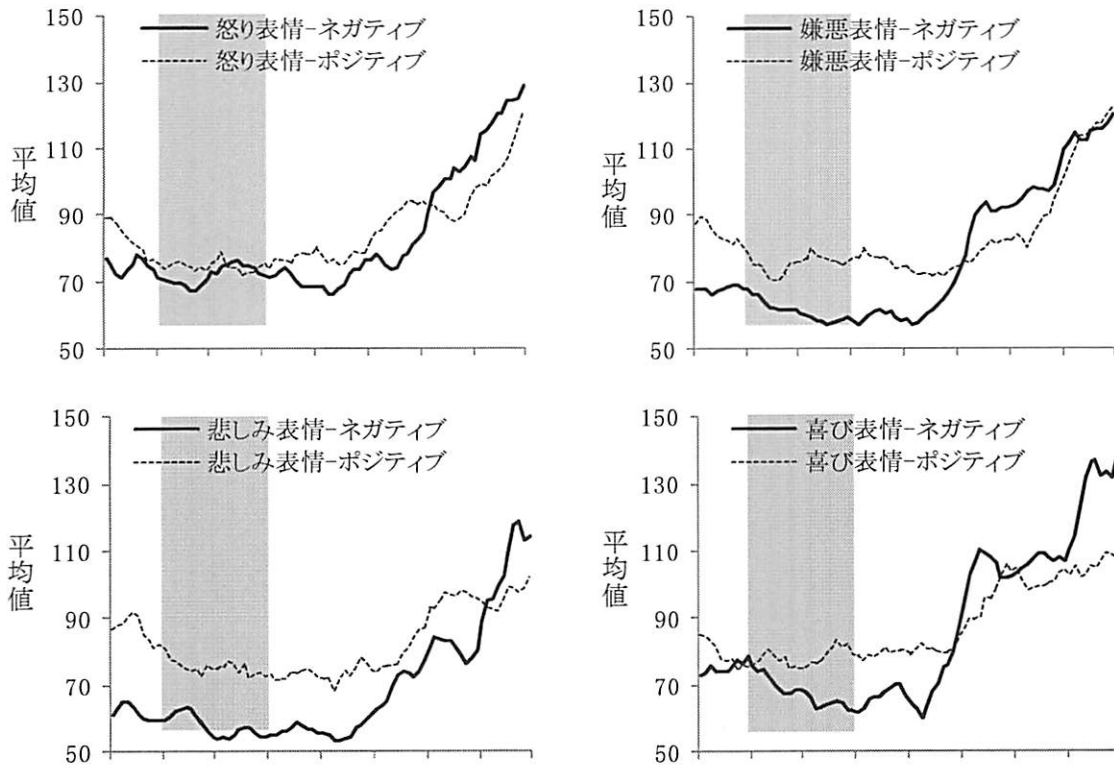 150
130
110
90
70
50
平均値
怒り表情-ネガティブ
怒り表情-ポジティブ
150
130
110
90
70
50
平均値
嫌悪表情-ネガティブ
嫌悪表情-ポジティブ
150
130
110
90
70
50
平均値
悲しみ表情-ネガティブ
悲しみ表情-ポジティブ
150
130
110
90
70
50
平均値
喜び表情-ネガティブ
喜び表情-ポジティブ